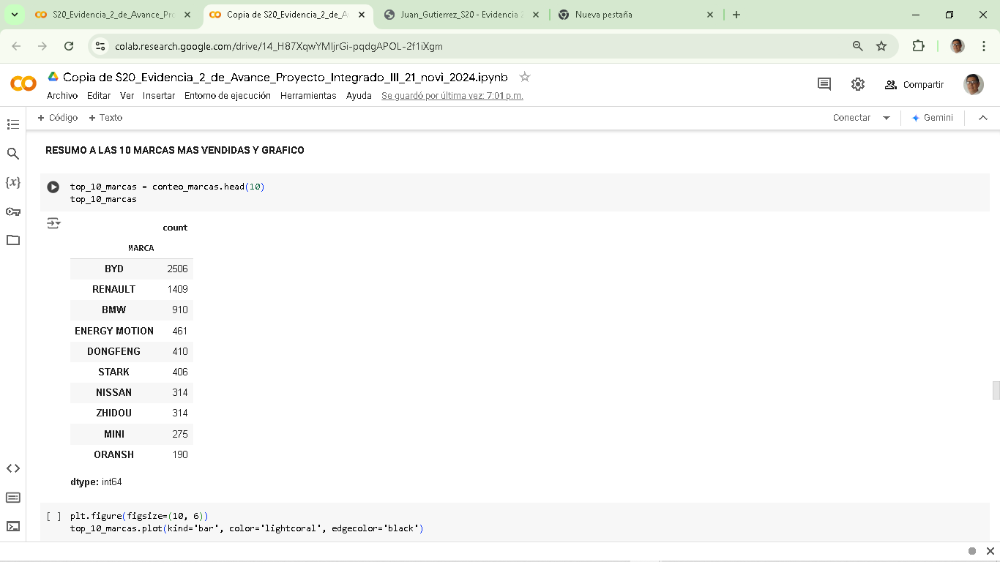 S20_Evidencia_2_de_Avance_Pro
Copia de S20_Evidencia_2_de_A
Juan_Gutierrez_S20 - Evidencia 2
Nueva pestaña
colab.research.google.com/drive/14_H87XqwYMljrGi-pqdgAPOL-2f1iXgm
Copia de S20_Evidencia_2_de_Avance_Proyecto_Integrado_III_21_novi_2024.ipynb
Archivo Editar Ver Insertar Entorno de ejecución Herramientas Ayuda Se guardó por última vez: 7:01 p.m.
Compartir
+ Código + Texto
Conectar
Gemini
RESUMO A LAS 10 MARCAS MAS VENDIDAS Y GRAFICO
top_10_marcas = conteo_marcas.head(10)
top_10_marcas
count
MARCA
BYD 2506
RENAULT 1409
BMW 910
ENERGY MOTION 461
DONGFENG 410
STARK 406
NISSAN 314
ZHIDOU 314
MINI 275
ORANSH 190
dtype: int64
[ ] plt.figure(figsize=(10, 6))
top_10_marcas.plot(kind='bar', color='lightcoral', edgecolor='black')